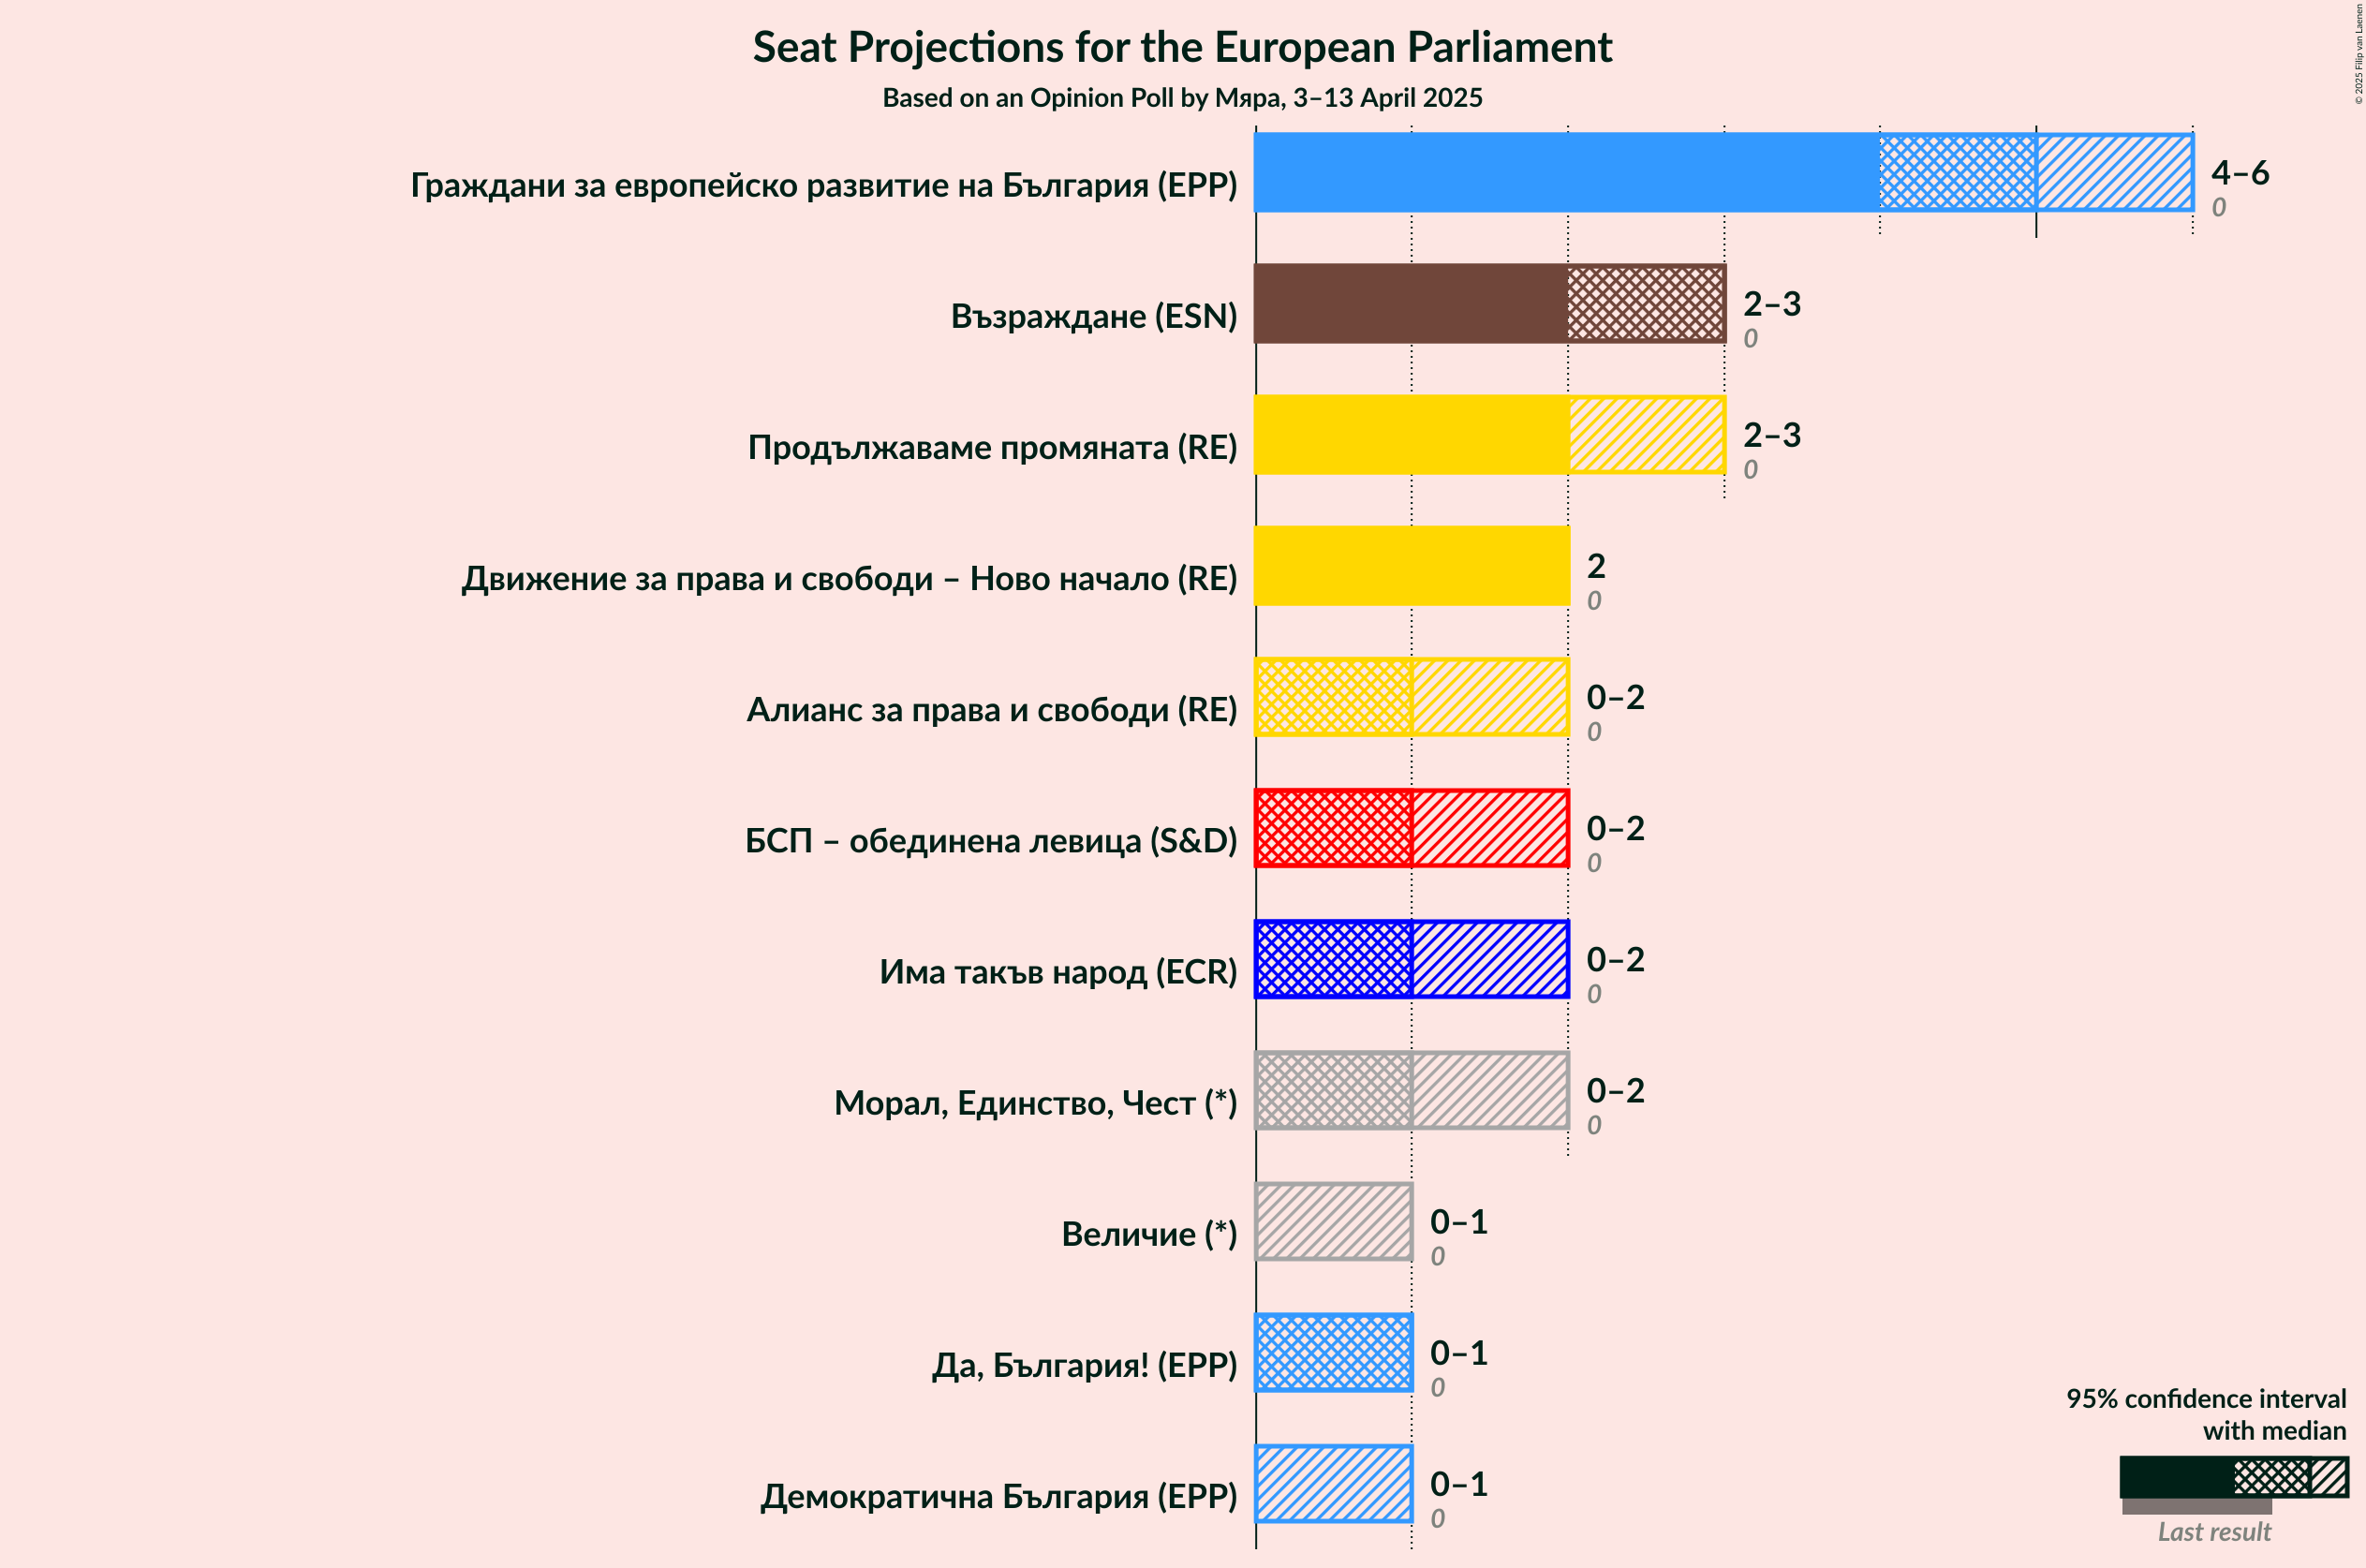 Seat Projections for the European Parliament
Based on an Opinion Poll by Мяра, 3–13 April 2025
© 2025 Filip van Laenen
Граждани за европейско развитие на България (EPP)
4–6
0
Възраждане (ESN)
2–3
0
Продължаваме промяната (RE)
2–3
0
Движение за права и свободи – Ново начало (RE)
2
0
Алианс за права и свободи (RE)
0–2
0
БСП – обединена левица (S&D)
0–2
0
Има такъв народ (ECR)
0–2
0
Морал, Единство, Чест (*)
0–2
0
Величие (*)
0–1
0
Да, България! (EPP)
0–1
0
Демократична България (EPP)
0–1
0
95% confidence interval
with median
Last result